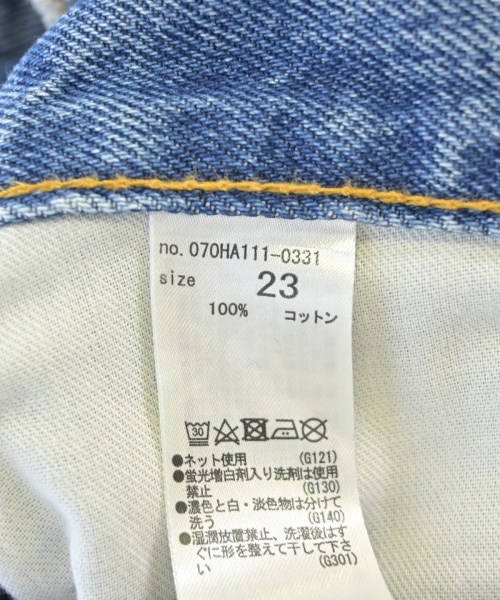 no. 070HA111-0331
size 23
100% コットン
30
●ネット使用 (G121)
●蛍光増白剤入り洗剤は使用
禁止 (G130)
●濃色と白・淡色物は分けて
洗う (G140)
●湿潤放置禁止、洗濯後はす
ぐに形を整えて干して下さ
い (G301)